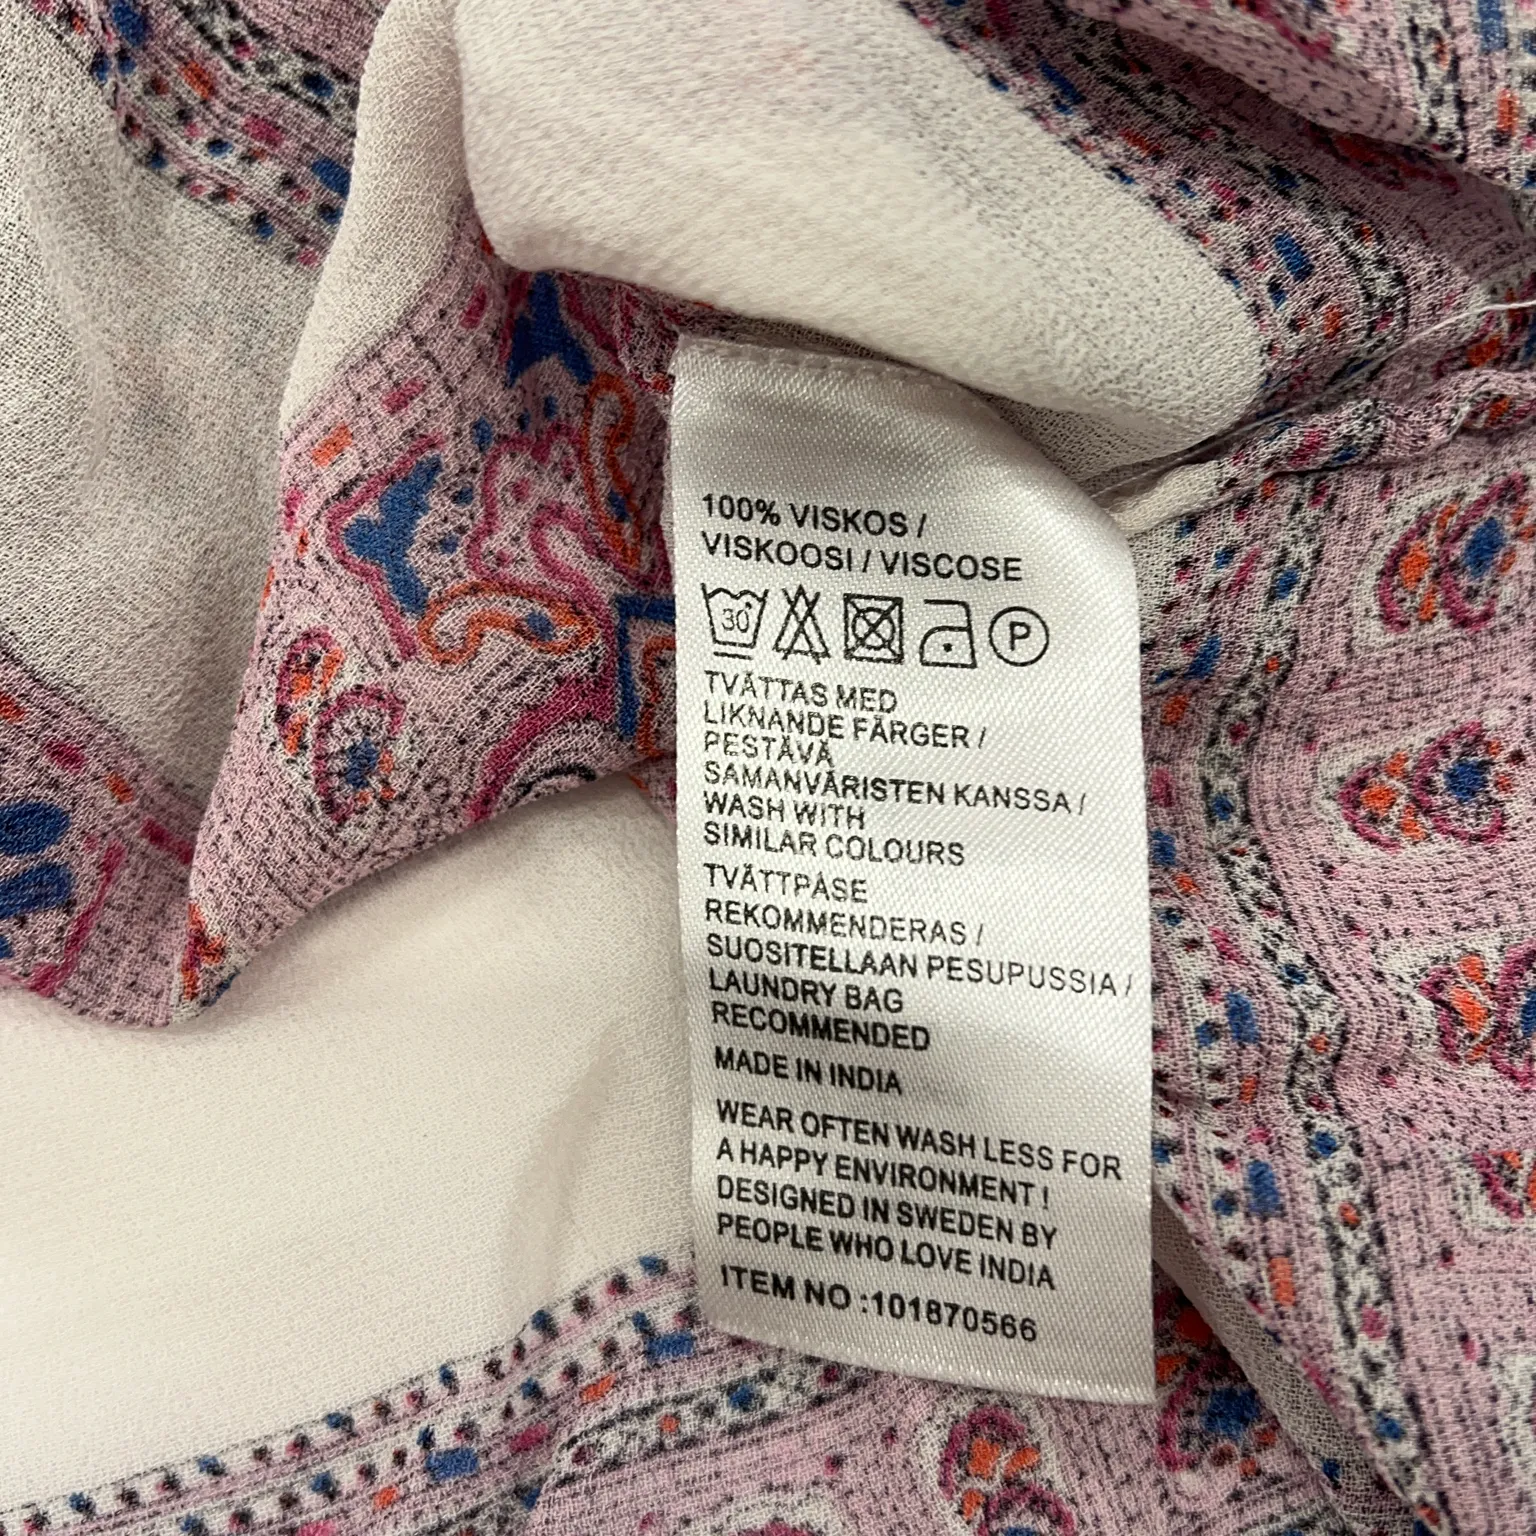 100% VISKOS /
VISKOOSI / VISCOSE
30 P
TVÄTTAS MED
LIKNANDE FÄRGER /
PESTÄVÄ
SAMANVÄRISTEN KANSSA /
WASH WITH
SIMILAR COLOURS
TVÄTTPÅSE
REKOMMENDERAS /
SUOSITELLAAN PESUPUSSIA /
LAUNDRY BAG
RECOMMENDED
MADE IN INDIA
WEAR OFTEN WASH LESS FOR
A HAPPY ENVIRONMENT !
DESIGNED IN SWEDEN BY
PEOPLE WHO LOVE INDIA
ITEM NO :101870566